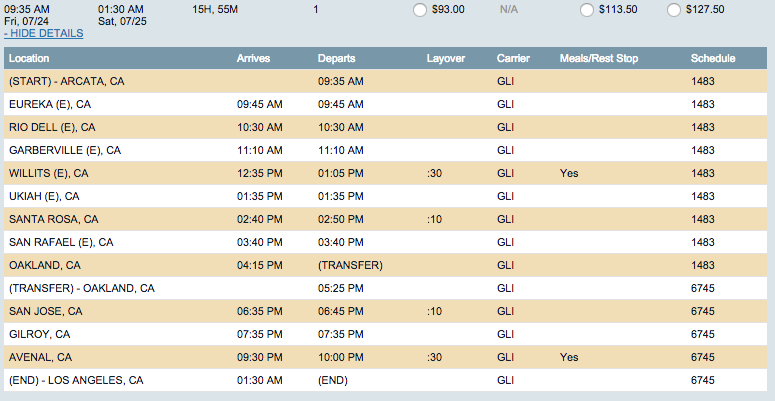 09:35 AM 01:30 AM 15H, 55M 1 $93.00 N/A $113.50 $127.50
Fri, 07/24 Sat, 07/25
- HIDE DETAILS
Location Arrives Departs Layover Carrier Meals/Rest Stop Schedule
(START) - ARCATA, CA 09:35 AM GLI 1483
EUREKA (E), CA 09:45 AM 09:45 AM GLI 1483
RIO DELL (E), CA 10:30 AM 10:30 AM GLI 1483
GARBERVILLE (E), CA 11:10 AM 11:10 AM GLI 1483
WILLITS (E), CA 12:35 PM 01:05 PM :30 GLI Yes 1483
UKIAH (E), CA 01:35 PM 01:35 PM GLI 1483
SANTA ROSA, CA 02:40 PM 02:50 PM :10 GLI 1483
SAN RAFAEL (E), CA 03:40 PM 03:40 PM GLI 1483
OAKLAND, CA 04:15 PM (TRANSFER) GLI 1483
(TRANSFER) - OAKLAND, CA 05:25 PM GLI 6745
SAN JOSE, CA 06:35 PM 06:45 PM :10 GLI 6745
GILROY, CA 07:35 PM 07:35 PM GLI 6745
AVENAL, CA 09:30 PM 10:00 PM :30 GLI Yes 6745
(END) - LOS ANGELES, CA 01:30 AM (END) GLI 6745